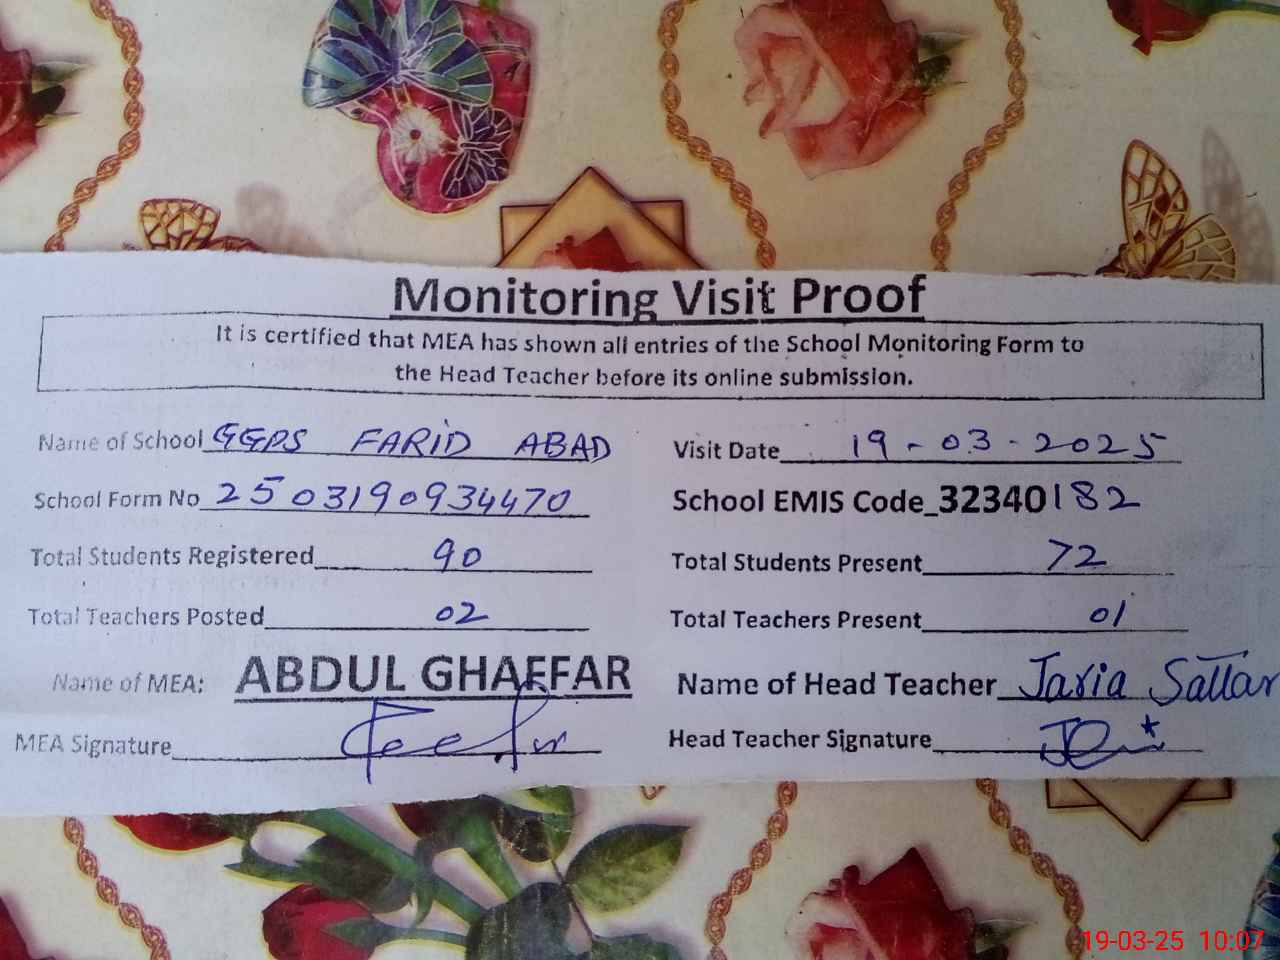 Monitoring Visit Proof
It is certified that MEA has shown all entries of the School Monitoring Form to
the Head Teacher before its online submission.
Name of School GGPS FARID ABAD Visit Date 19-03-2025
School Form No 2503190934470 School EMIS Code_32340182
Total Students Registered 90 Total Students Present 72
Total Teachers Posted 02 Total Teachers Present 01
Name of MEA: ABDUL GHAFFAR Name of Head Teacher Jaria Sattar
MEA Signature Head Teacher Signature
19-03-25 10:07